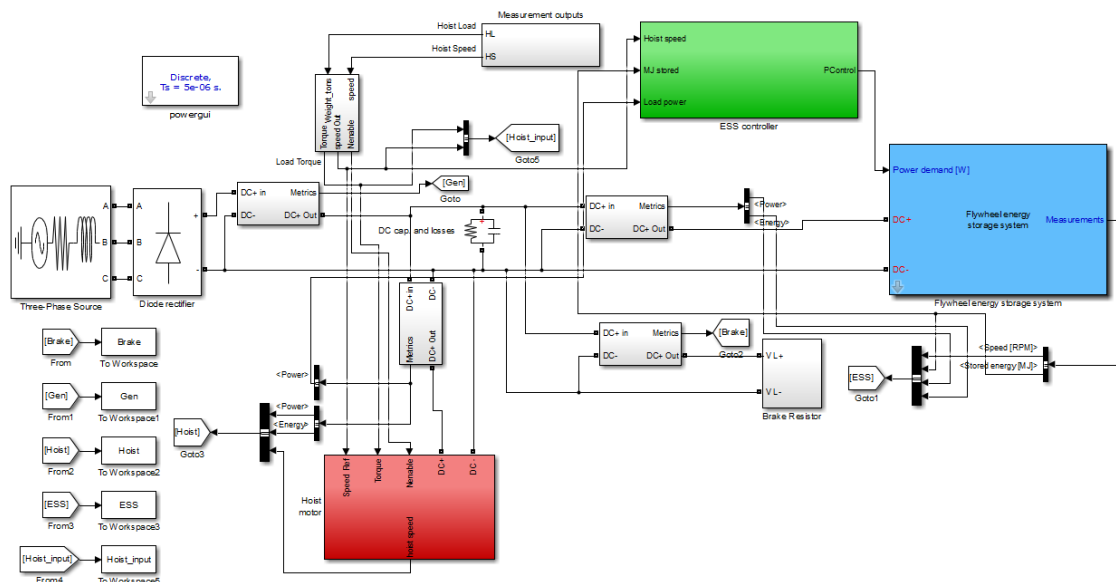 Measurement outputs
Hoist Load
HL
Hoist Speed
HS
Hoist speed
MJ stored
PControl
Load power
ESS controller
Discrete,
Ts = 5e-06 s.
powergui
Weight_tons
speed
Torque
speed Out
Nenable
Load Torque
[Hoist_input]
Goto5
[Gen]
Goto
DC+ in
Metrics
DC-
DC+ Out
DC cap. and losses
DC+ in
Metrics
DC-
DC+ Out
<Power>
<Energy>
Power demand [W]
DC+
Flywheel energy
storage system
Measurements
DC-
Flywheel energy storage system
A
A
B
B
C
C
+
-
Three-Phase Source
Diode rectifier
DC+ in
DC-
Metrics
DC+ Out
DC+ in
Metrics
DC-
DC+ Out
[Brake]
Goto2
V L+
V L-
Brake Resistor
<Speed [RPM]>
<Stored energy [MJ]>
[ESS]
Goto1
<Power>
<Power>
<Energy>
[Hoist]
Goto3
Speed Ref
Torque
Nenable
DC+
DC -
Hoist
motor
hoist speed
[Brake]
Brake
From
To Workspace
[Gen]
Gen
From1
To Workspace1
[Hoist]
Hoist
From2
To Workspace2
[ESS]
ESS
From3
To Workspace3
[Hoist_input]
Hoist_input
From4
To Workspace5